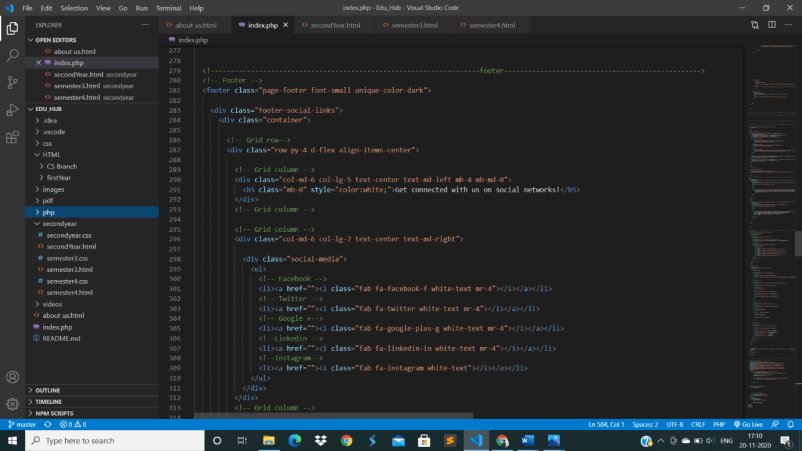 File Edit Selection View Go Run Terminal Help
index.php - Edu_Hub - Visual Studio Code
EXPLORER
OPEN EDITORS
about us.html
index.php
secondYear.html secondyear
semester3.html secondyear
semester4.html secondyear
EDU_HUB
.idea
.vscode
css
HTML
CS Branch
firstYear
images
pdf
php
secondyear
secondyear.css
secondYear.html
semester3.css
semester3.html
semester4.css
semester4.html
videos
about us.html
index.php
README.md
OUTLINE
TIMELINE
NPM SCRIPTS
about us.html index.php secondYear.html semester3.html semester4.html
index.php
277
278
279 <!--------------------------------------------------------------------footer-------------------------------------------------->
280 <!-- Footer -->
281 <footer class="page-footer font-small unique-color-dark">
282
283 <div class="footer-social-links">
284 <div class="container">
285
286 <!-- Grid row-->
287 <div class="row py-4 d-flex align-items-center">
288
289 <!-- Grid column -->
290 <div class="col-md-6 col-lg-5 text-center text-md-left mb-4 mb-md-0">
291 <h5 class="mb-0" style="color:white;">Get connected with us on social networks!</h5>
292 </div>
293 <!-- Grid column -->
294
295 <!-- Grid column -->
296 <div class="col-md-6 col-lg-7 text-center text-md-right">
297
298 <div class="social-media">
299 <ul>
300 <!-- Facebook -->
301 <li><a href=""><i class="fab fa-facebook-f white-text mr-4"></i></a></li>
302 <!-- Twitter -->
303 <li><a href=""><i class="fab fa-twitter white-text mr-4"></i></a></li>
304 <!-- Google +-->
305 <li><a href=""><i class="fab fa-google-plus-g white-text mr-4"></i></a></li>
306 <!--Linkedin -->
307 <li><a href=""><i class="fab fa-linkedin-in white-text mr-4"></i></a></li>
308 <!--Instagram-->
309 <li><a href=""><i class="fab fa-instagram white-text"></i></a></li>
310 </ul>
311 </div>
312 </div>
313 <!-- Grid column -->
314
master 0 0 Ln 504, Col 1 Spaces: 2 UTF-8 CRLF PHP Go Live
Type here to search
ENG
17:10
20-11-2020